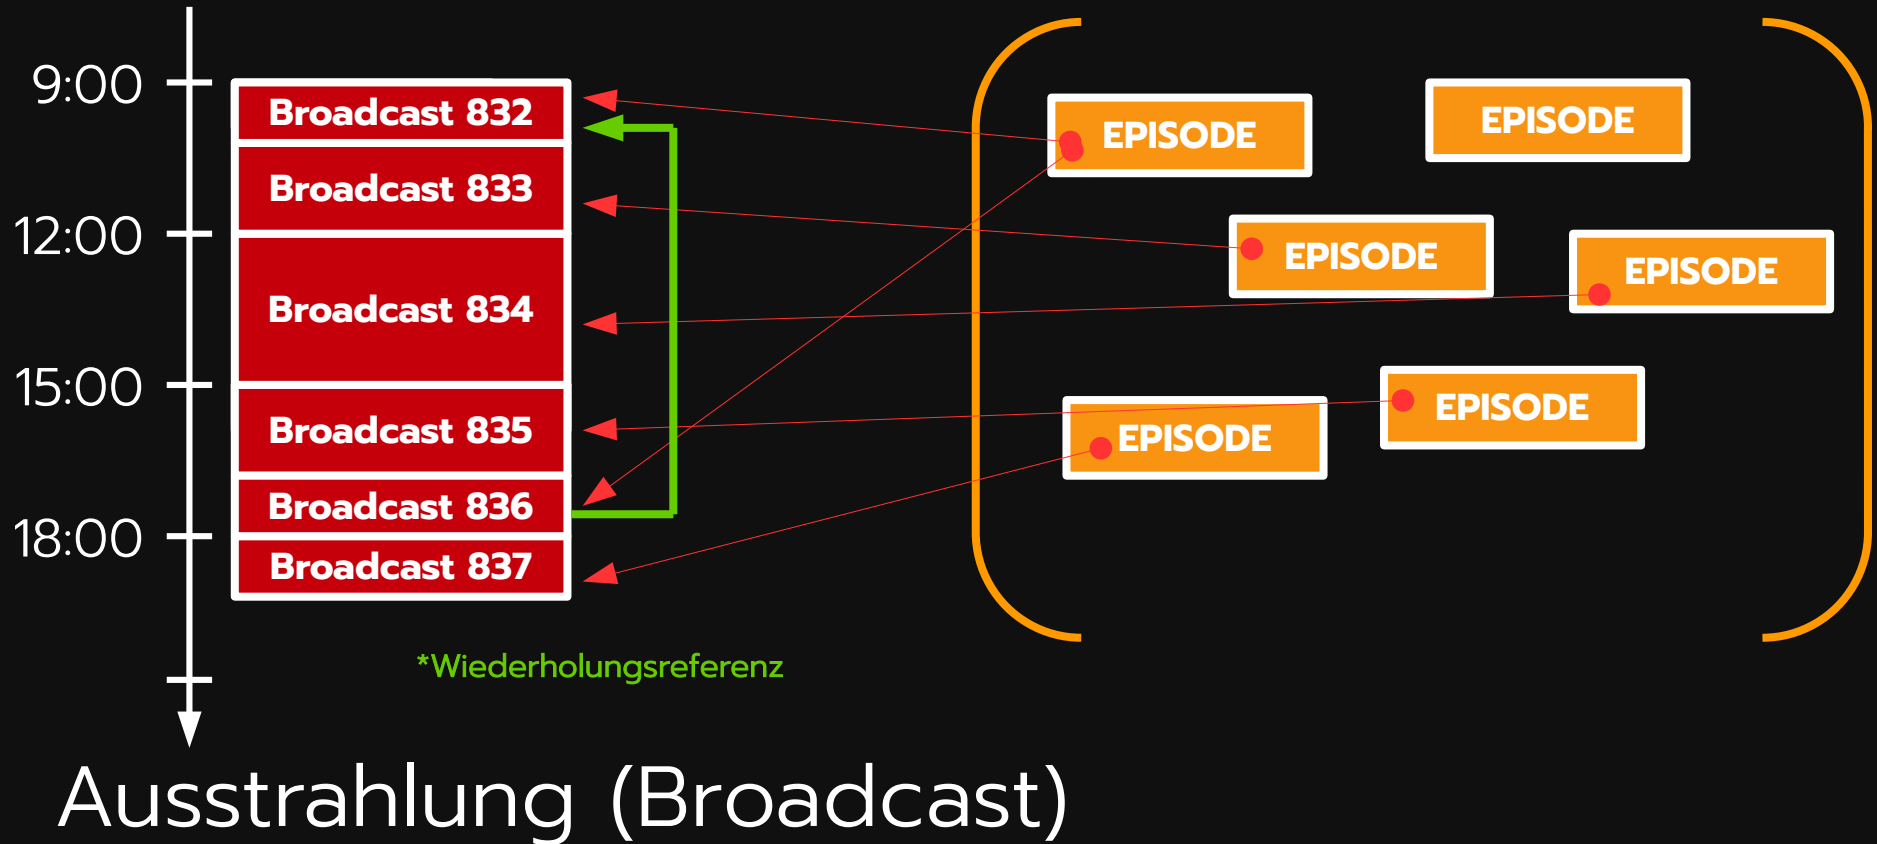 9:00
12:00
15:00
18:00
Broadcast 832
Broadcast 833
Broadcast 834
Broadcast 835
Broadcast 836
Broadcast 837
EPISODE
EPISODE
EPISODE
EPISODE
EPISODE
EPISODE
*Wiederholungsreferenz
Ausstrahlung (Broadcast)